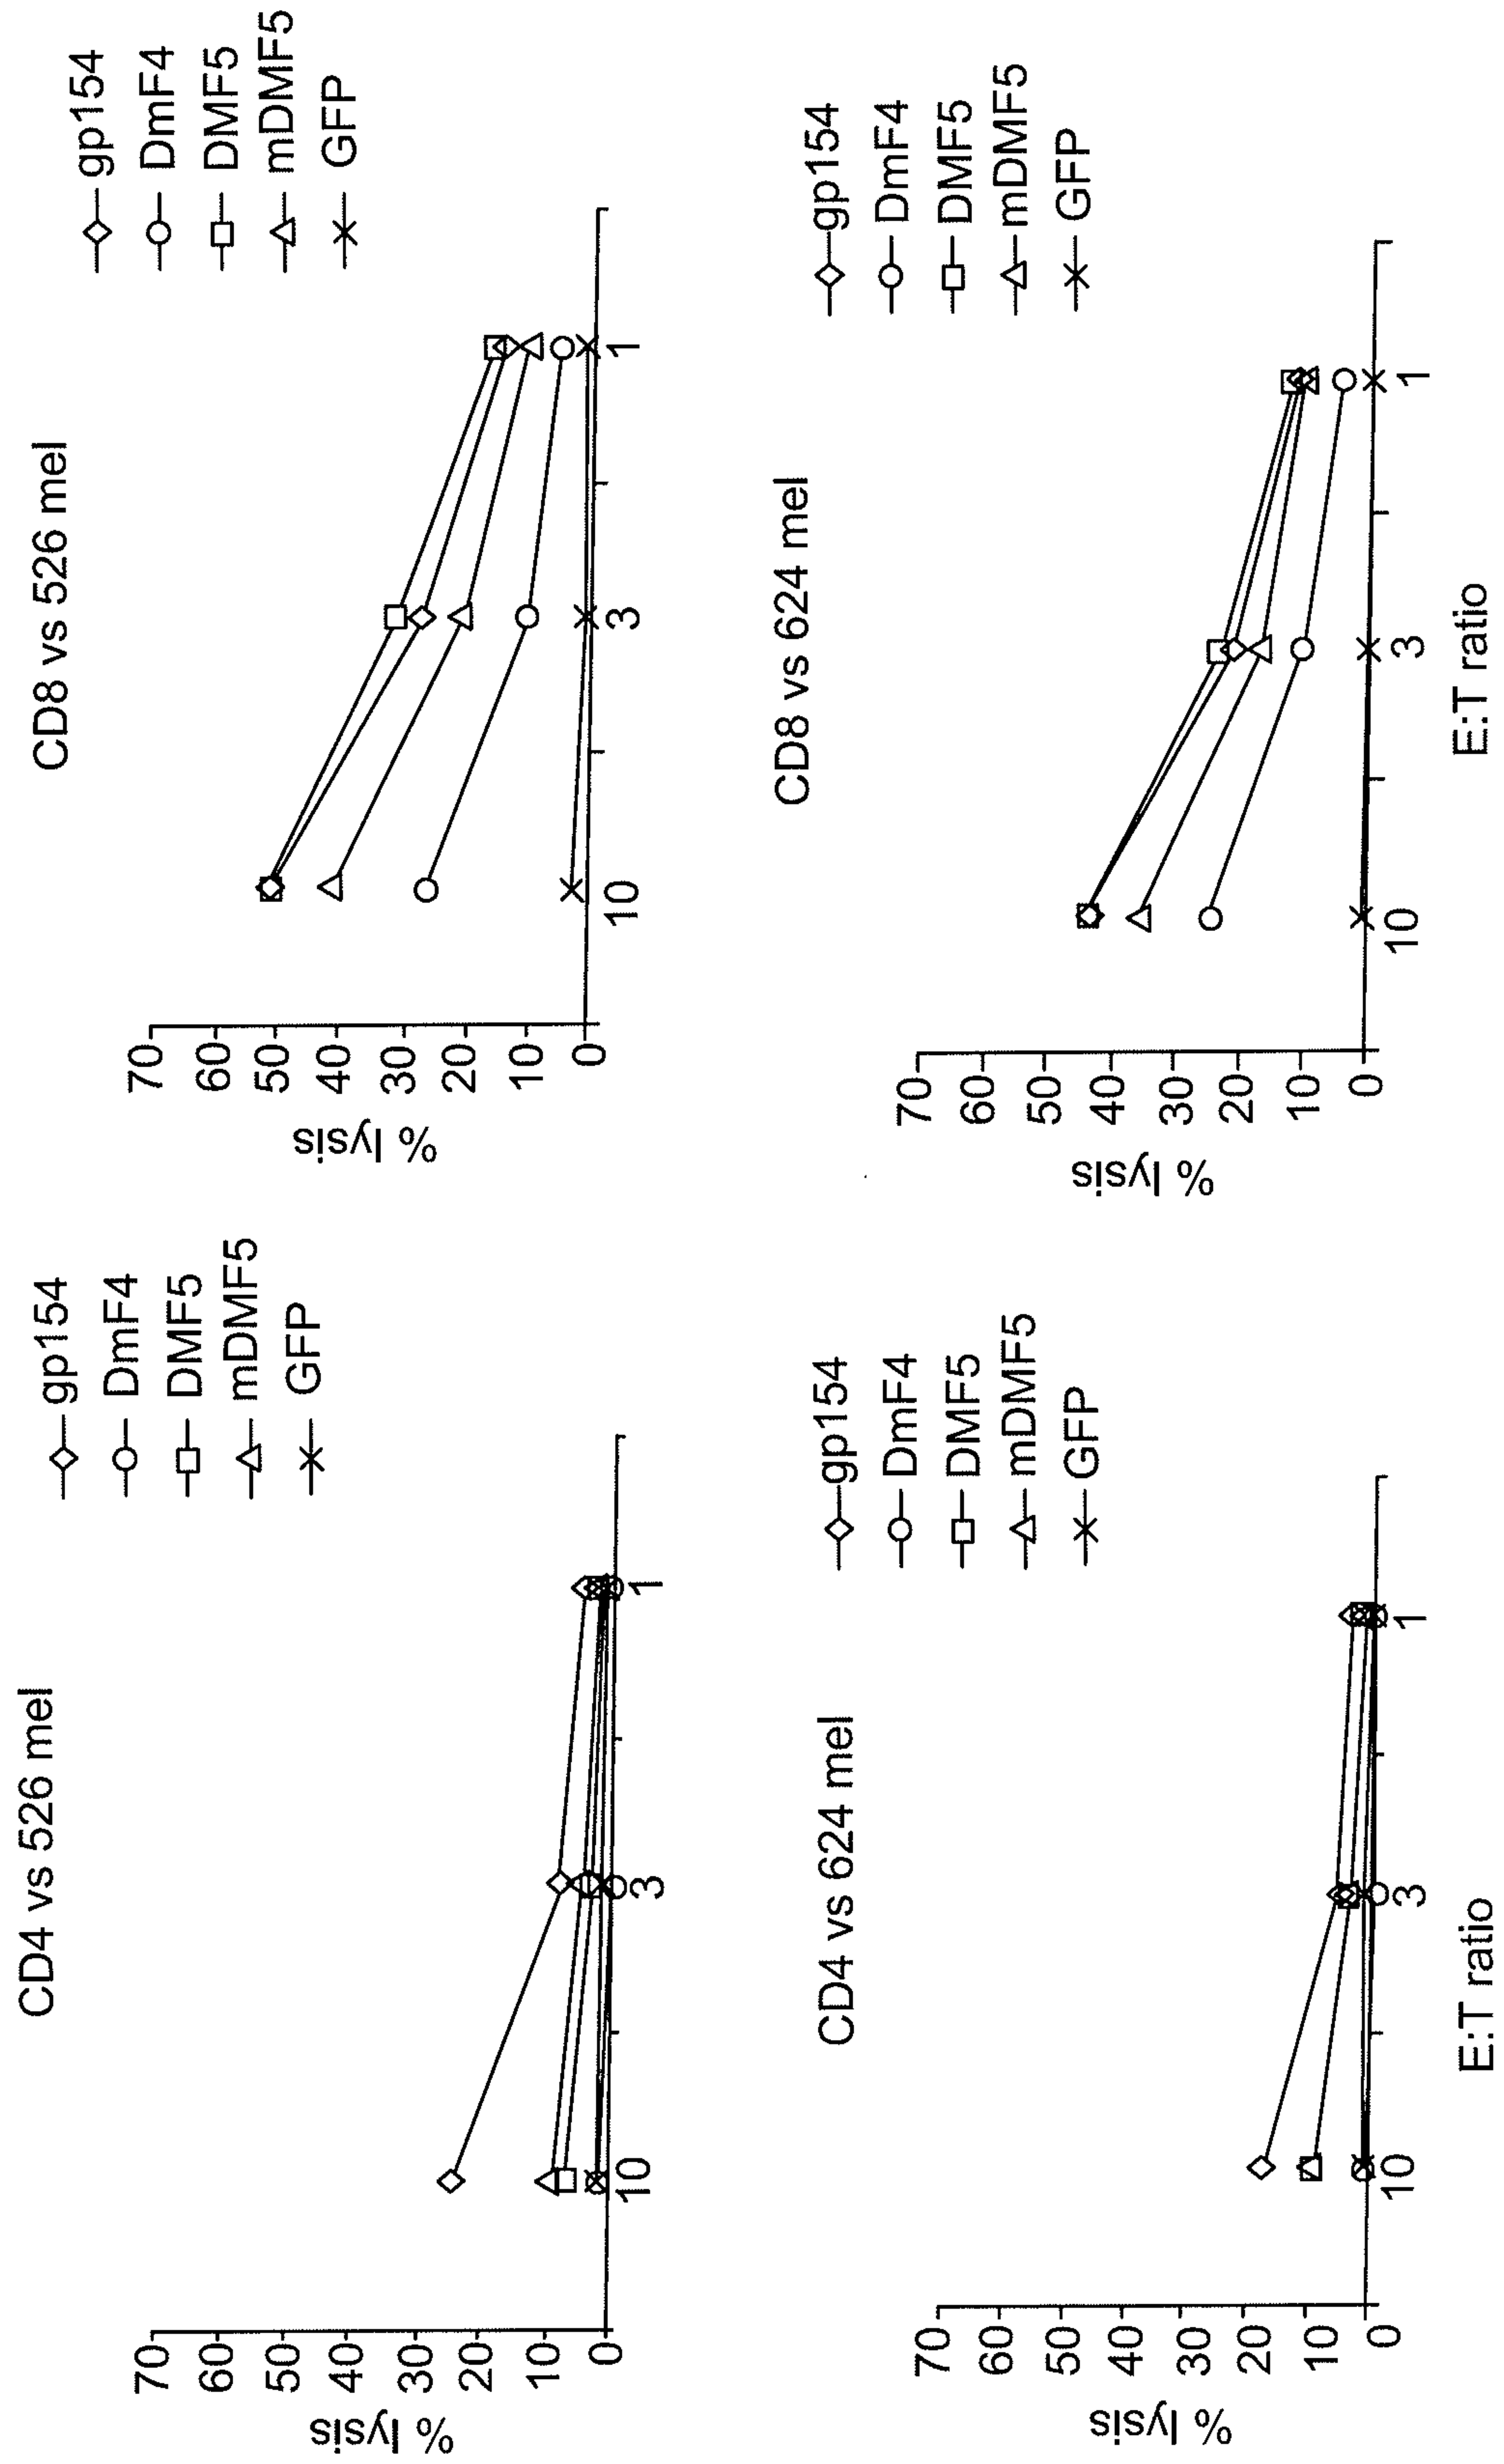 CD4 vs 526 mel
% lysis
70
60
50
40
30
20
10
0
10
3
1
gp154
DmF4
DMF5
mDMF5
GFP
CD8 vs 526 mel
% lysis
70
60
50
40
30
20
10
0
10
3
1
gp154
DmF4
DMF5
mDMF5
GFP
CD4 vs 624 mel
% lysis
70
60
50
40
30
20
10
0
10
3
1
E:T ratio
gp154
DmF4
DMF5
mDMF5
GFP
CD8 vs 624 mel
% lysis
70
60
50
40
30
20
10
0
10
3
1
E:T ratio
gp154
DmF4
DMF5
mDMF5
GFP